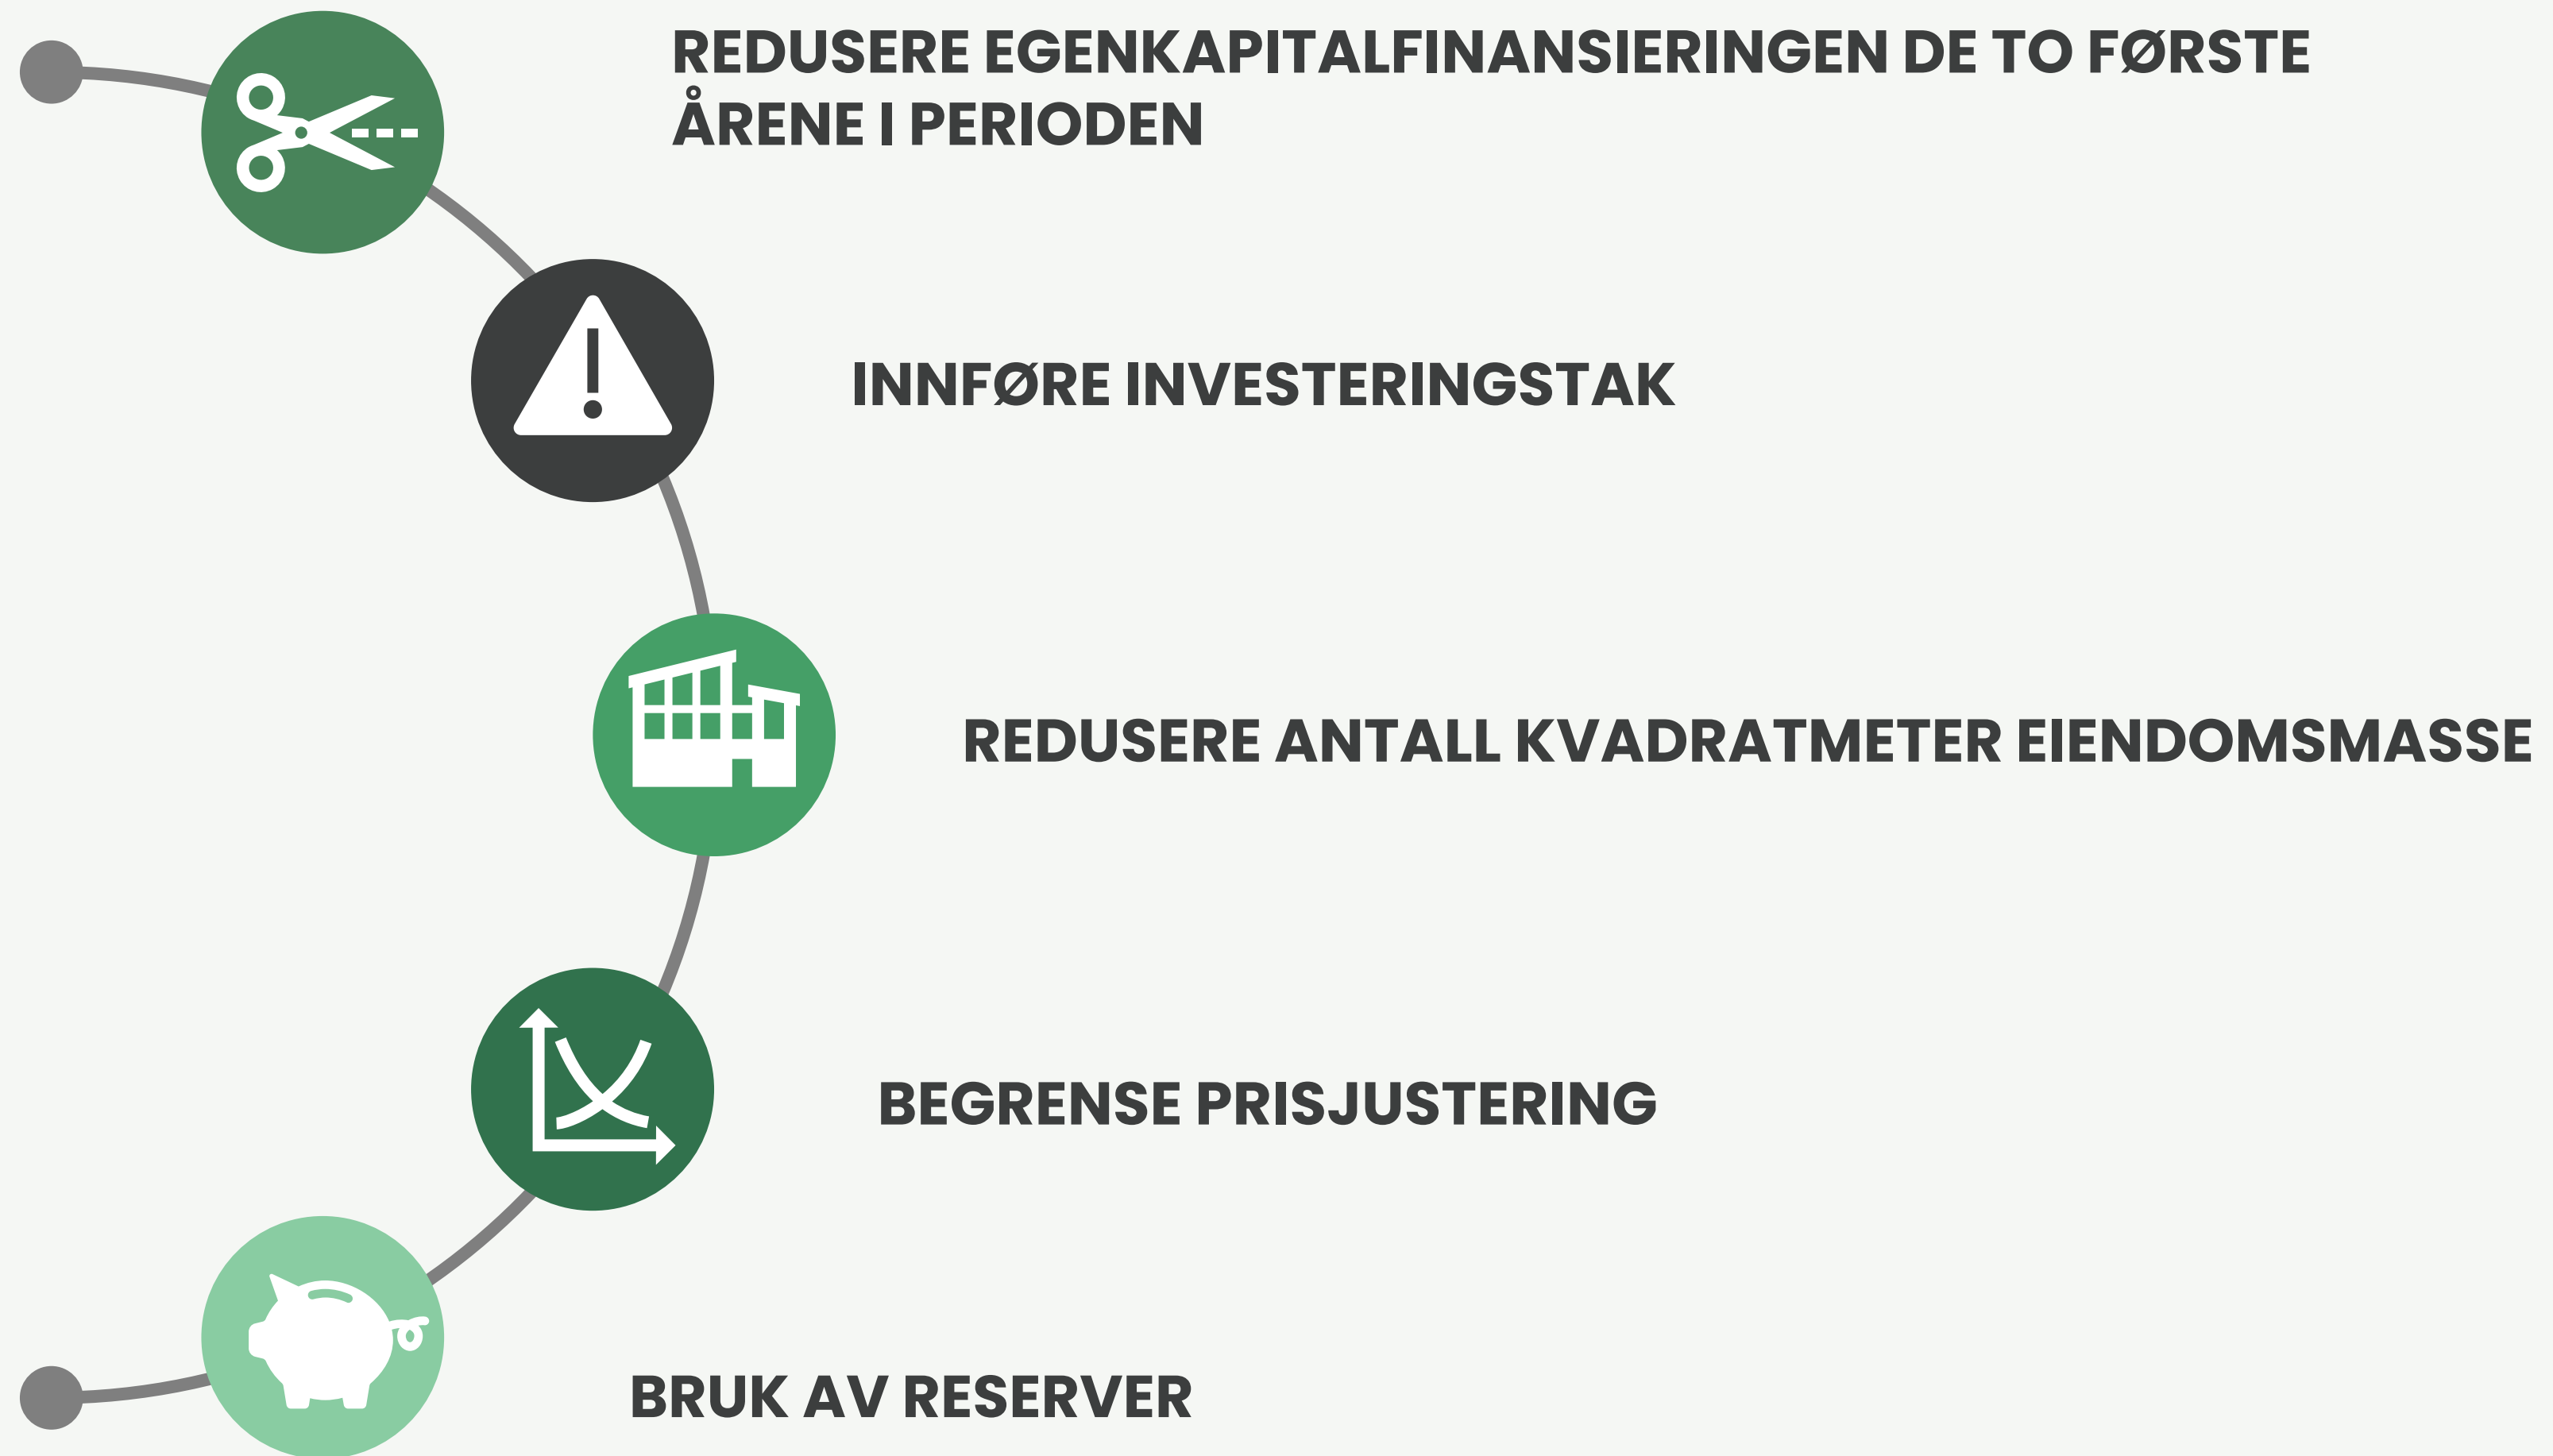 REDUSERE EGENKAPITALFINANSIERINGEN DE TO FØRSTE
ÅRENE I PERIODEN
INNFØRE INVESTERINGSTAK
REDUSERE ANTALL KVADRATMETER EIENDOMSMASSE
BEGRENSE PRISJUSTERING
BRUK AV RESERVER